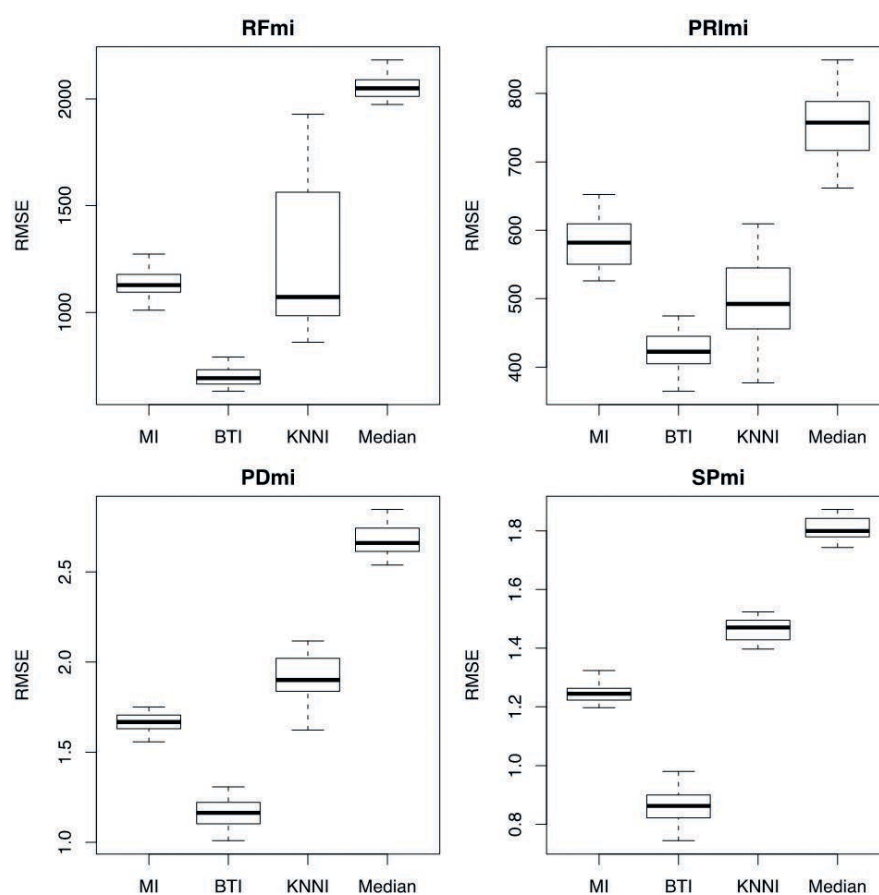 RFmi
RMSE
2000
1500
1000
MI BTI KNNI Median
PRImi
RMSE
800
700
600
500
400
MI BTI KNNI Median
PDmi
RMSE
2.5
2.0
1.5
1.0
MI BTI KNNI Median
SPmi
RMSE
1.8
1.6
1.4
1.2
1.0
0.8
MI BTI KNNI Median